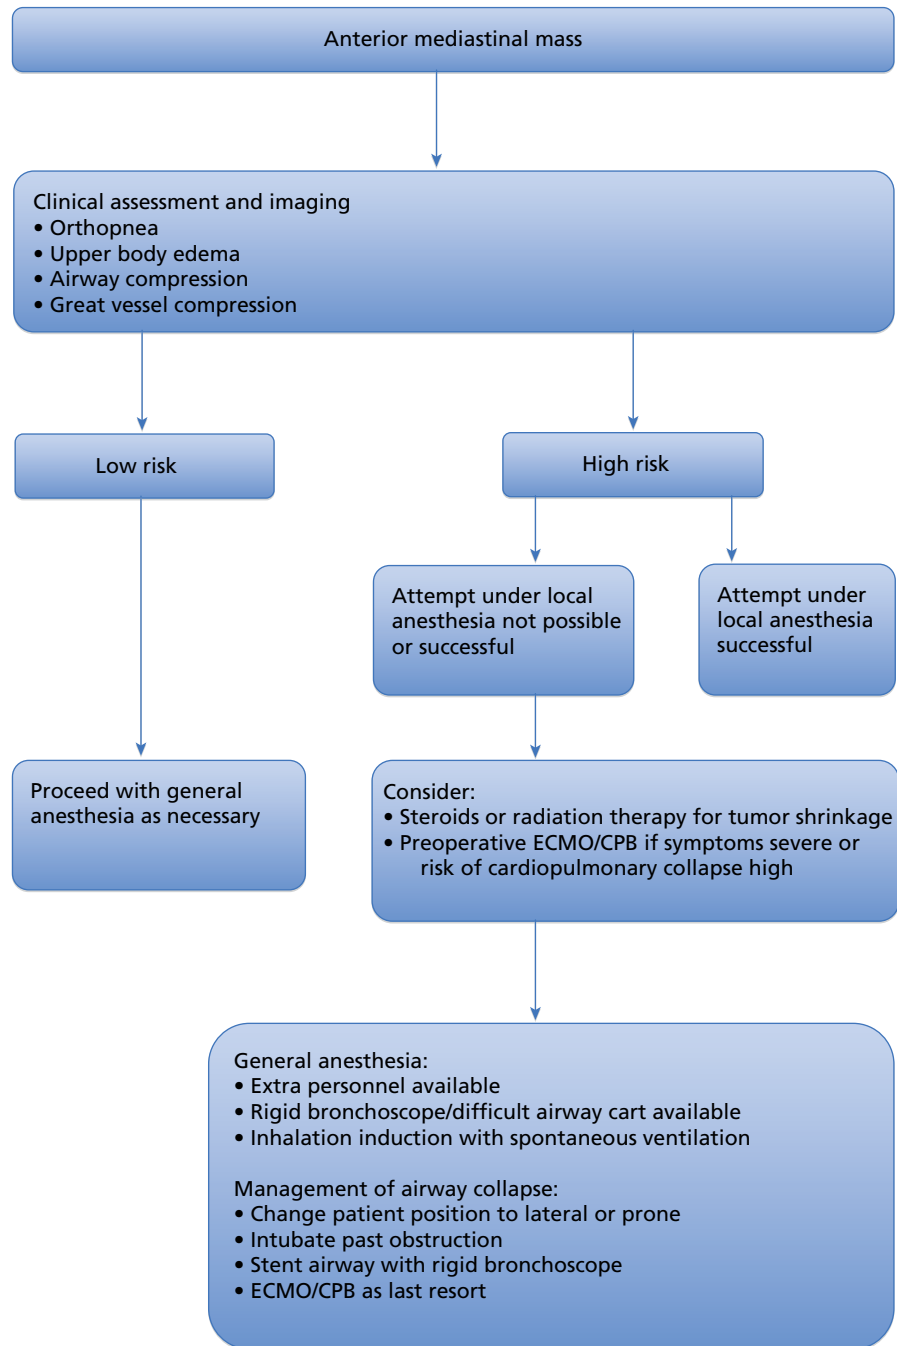 Anterior mediastinal mass
Clinical assessment and imaging
• Orthopnea
• Upper body edema
• Airway compression
• Great vessel compression
Low risk
High risk
Attempt under local
anesthesia not possible
or successful
Attempt under
local anesthesia
successful
Proceed with general
anesthesia as necessary
Consider:
• Steroids or radiation therapy for tumor shrinkage
• Preoperative ECMO/CPB if symptoms severe or
risk of cardiopulmonary collapse high
General anesthesia:
• Extra personnel available
• Rigid bronchoscope/difficult airway cart available
• Inhalation induction with spontaneous ventilation
Management of airway collapse:
• Change patient position to lateral or prone
• Intubate past obstruction
• Stent airway with rigid bronchoscope
• ECMO/CPB as last resort